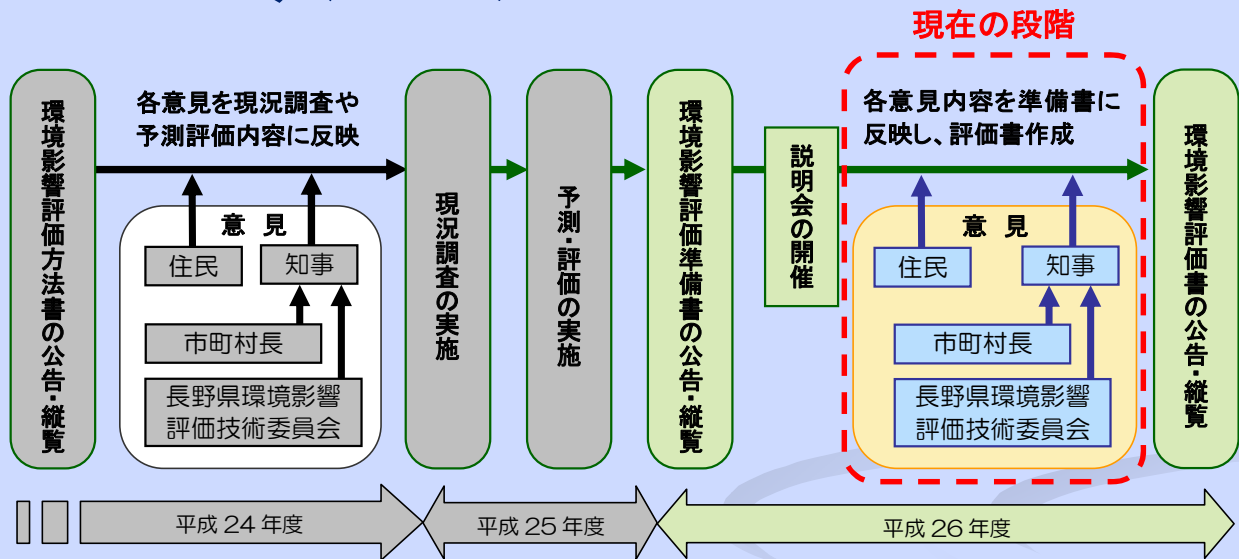 現在の段階
環境影響評価方法書の公告・縦覧
各意見を現況調査や
予測評価内容に反映
意 見
住民
知事
市町村長
長野県環境影響
評価技術委員会
現況調査の実施
予測・評価の実施
環境影響評価準備書の公告・縦覧
説明会の開催
各意見内容を準備書に
反映し、評価書作成
意 見
住民
知事
市町村長
長野県環境影響
評価技術委員会
環境影響評価書の公告・縦覧
平成 24 年度
平成 25 年度
平成 26 年度